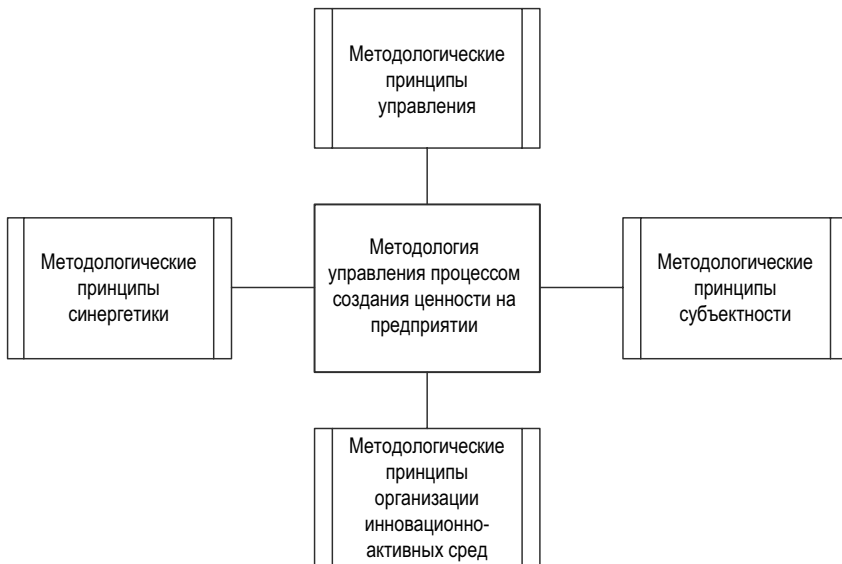 Методологические
принципы
управления
Методологические
принципы
синергетики
Методология
управления процессом
создания ценности на
предприятии
Методологические
принципы
субъектности
Методологические
принципы
организации
инновационно-
активных сред